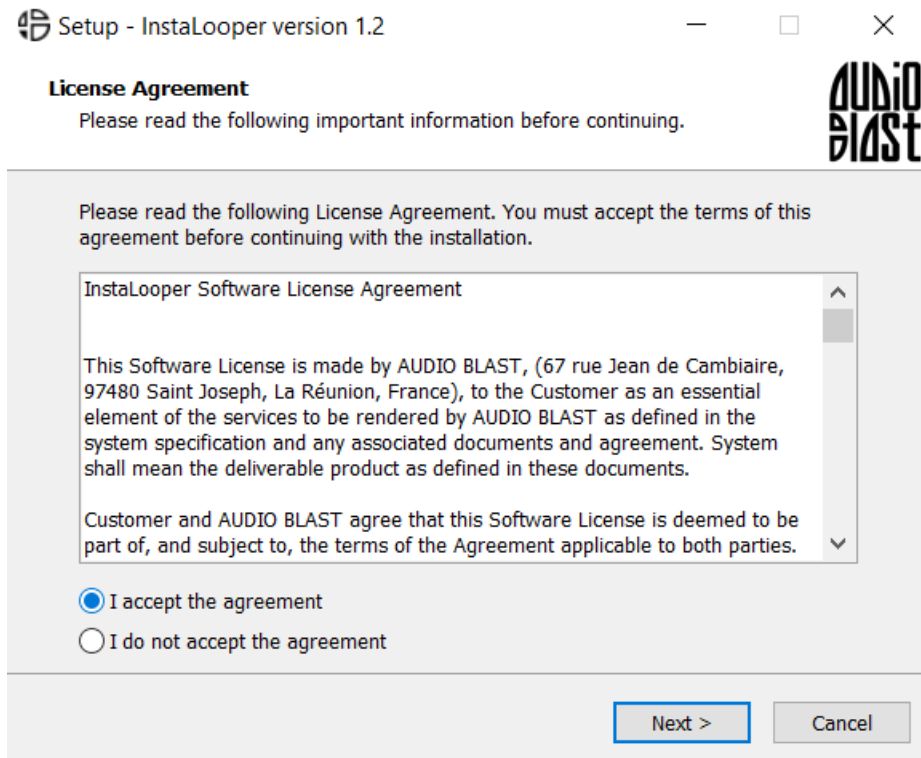 Setup - InstaLooper version 1.2
License Agreement
Please read the following important information before continuing.
AUDiO
BlASt
Please read the following License Agreement. You must accept the terms of this
agreement before continuing with the installation.
InstaLooper Software License Agreement
This Software License is made by AUDIO BLAST, (67 rue Jean de Cambiaire,
97480 Saint Joseph, La Réunion, France), to the Customer as an essential
element of the services to be rendered by AUDIO BLAST as defined in the
system specification and any associated documents and agreement. System
shall mean the deliverable product as defined in these documents.
Customer and AUDIO BLAST agree that this Software License is deemed to be
part of, and subject to, the terms of the Agreement applicable to both parties.
I accept the agreement
I do not accept the agreement
Next >
Cancel